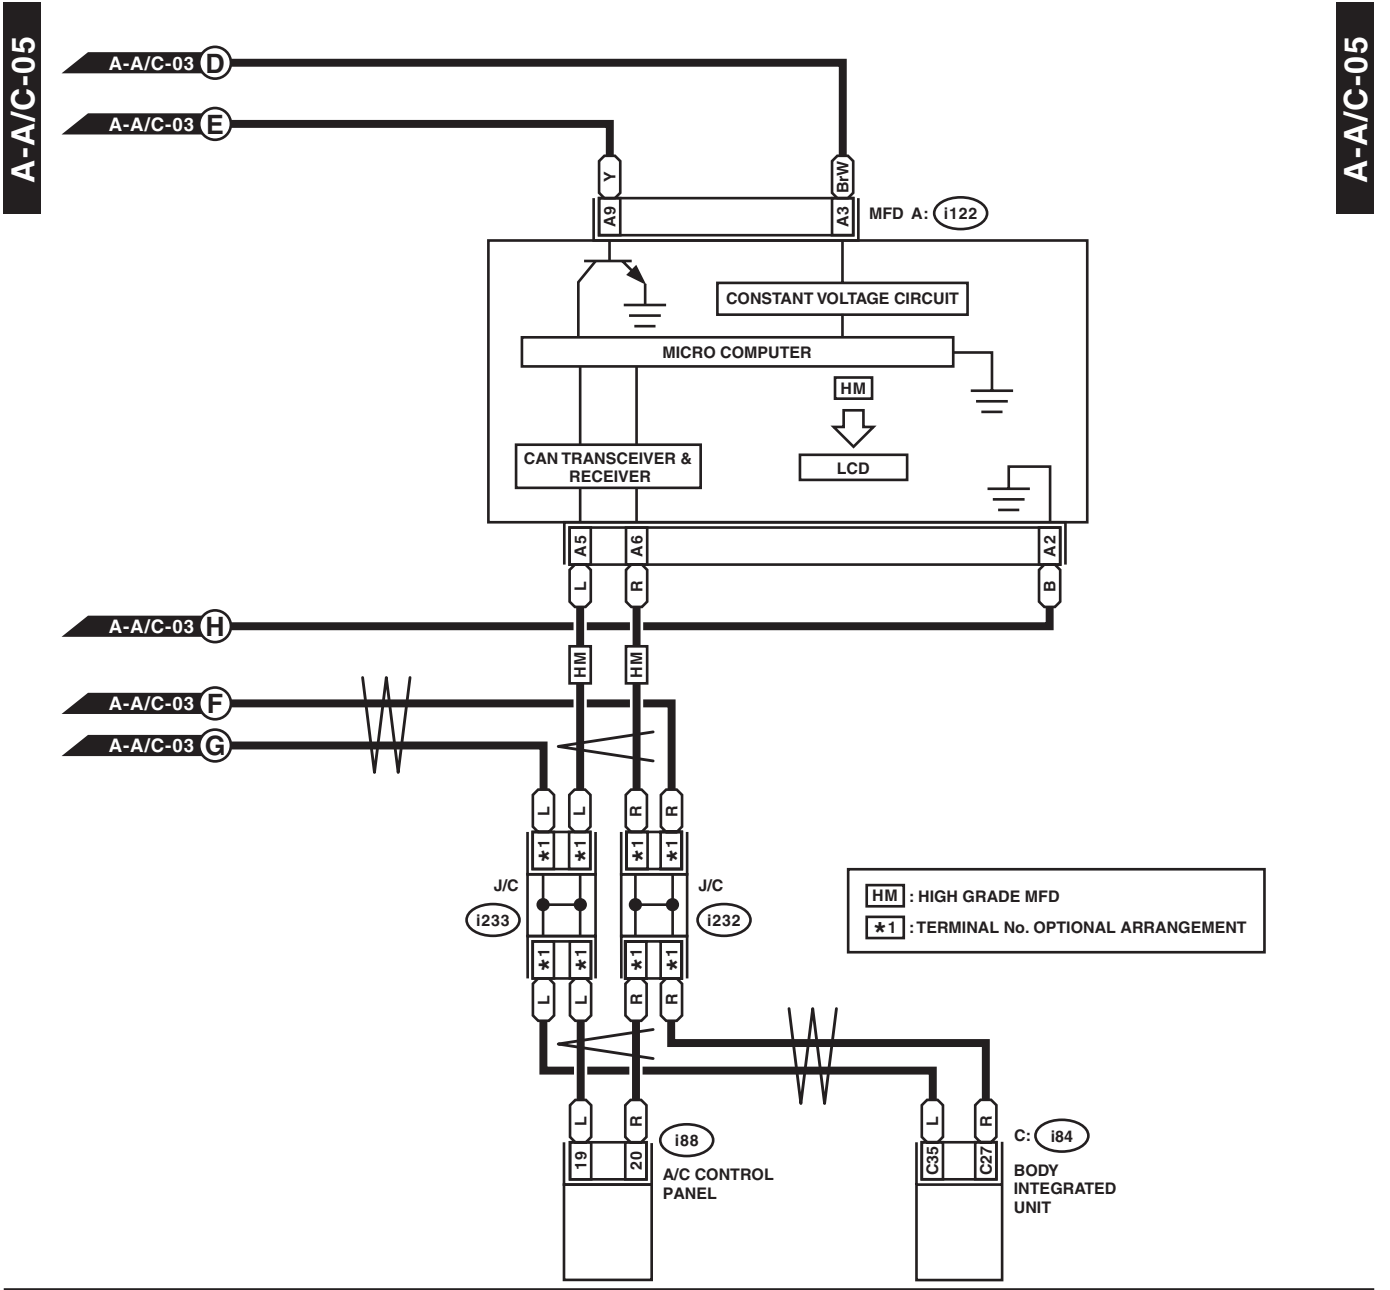 A-A/C-05
A-A/C-05
A-A/C-03 D
A-A/C-03 E
Y
BrW
A9
A3
MFD A: i122
CONSTANT VOLTAGE CIRCUIT
MICRO COMPUTER
HM
CAN TRANSCEIVER &
RECEIVER
LCD
A5
A6
A2
L
R
B
A-A/C-03 H
HM
HM
A-A/C-03 F
A-A/C-03 G
L
L
R
R
*1
*1
*1
*1
J/C
J/C
i233
i232
HM : HIGH GRADE MFD
*1 : TERMINAL No. OPTIONAL ARRANGEMENT
*1
*1
*1
*1
L
L
R
R
L
R
L
R
i88
C: i84
19
20
C35
C27
A/C CONTROL
PANEL
BODY
INTEGRATED
UNIT